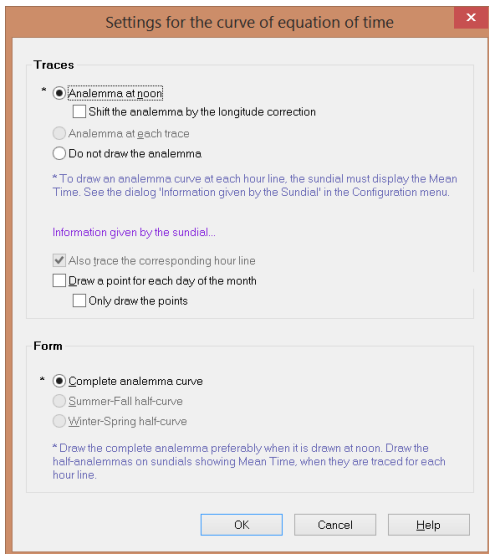 Settings for the curve of equation of time
x
Traces
* Analemma at noon
Shift the analemma by the longitude correction
Analemma at each trace
Do not draw the analemma
* To draw an analemma curve at each hour line, the sundial must display the Mean
Time. See the dialog 'Information given by the Sundial' in the Configuration menu.
Information given by the sundial...
Also trace the corresponding hour line
Draw a point for each day of the month
Only draw the points
Form
* Complete analemma curve
Summer-Fall half-curve
Winter-Spring half-curve
* Draw the complete analemma preferably when it is drawn at noon. Draw the
half-analemmas on sundials showing Mean Time, when they are traced for each
hour line.
OK Cancel Help